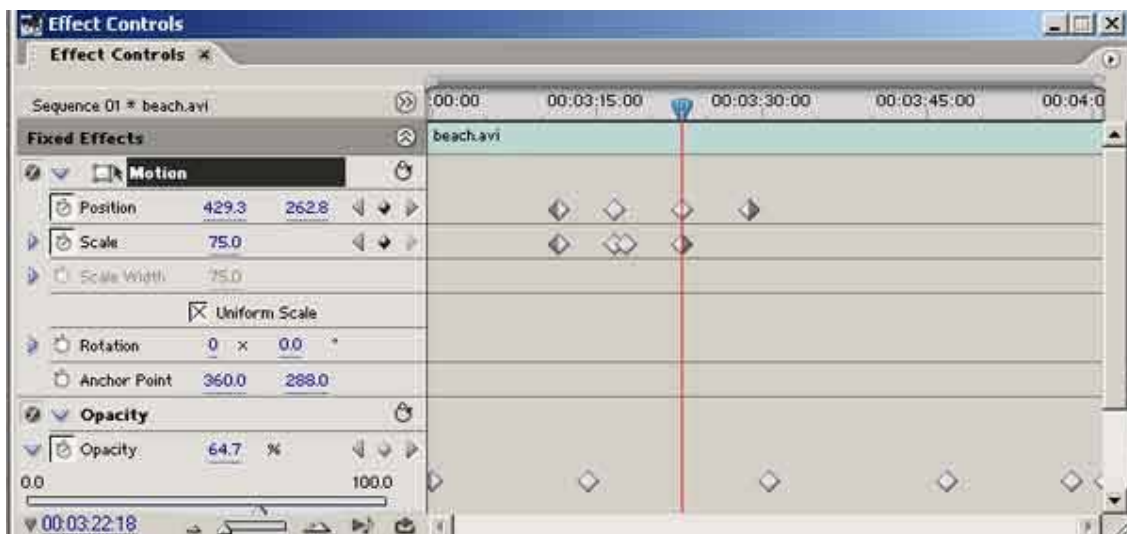 Effect Controls
Effect Controls
Sequence 01 * beach.avi
:00:00 00:03:15:00 00:03:30:00 00:03:45:00 00:04:0
Fixed Effects
beach.avi
Motion
Position 429.3 262.8
Scale 75.0
Scale Width 75.0
Uniform Scale
Rotation 0 x 0.0 °
Anchor Point 360.0 288.0
Opacity
Opacity 64.7 %
0.0 100.0
00:03:22:18